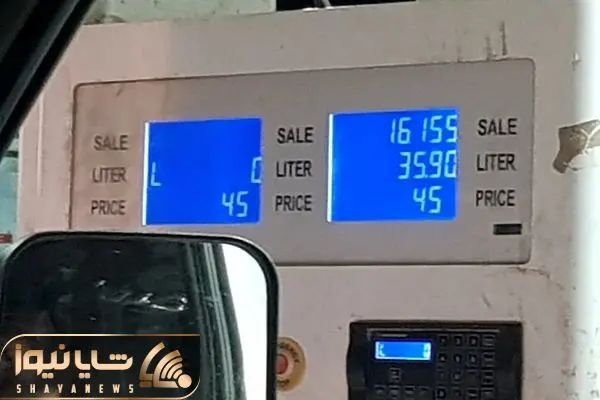 SALE
LITER
PRICE
L 0
45
SALE
LITER
PRICE
16155
35.90
45
SALE
LITER
PRICE
شایانیوز
SHAYANEWS